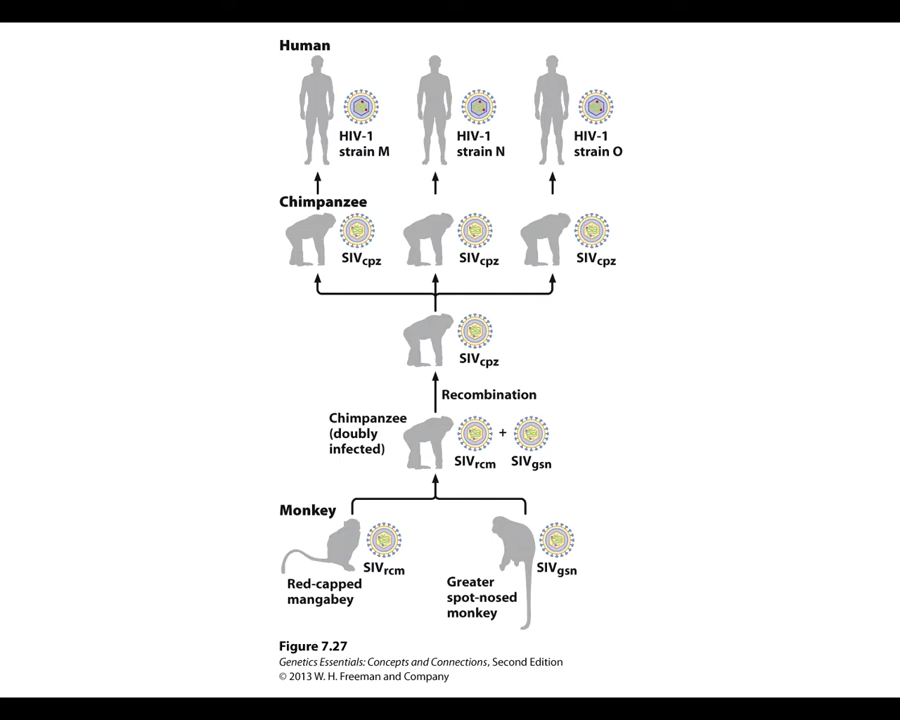 Human
HIV-1
strain M
HIV-1
strain N
HIV-1
strain O
Chimpanzee
SIVcpz
SIVcpz
SIVcpz
SIVcpz
Recombination
Chimpanzee
(doubly
infected)
+
SIVrcm
SIVgsn
Monkey
SIVrcm
SIVgsn
Red-capped
mangabey
Greater
spot-nosed
monkey
Figure 7.27
Genetics Essentials: Concepts and Connections, Second Edition
© 2013 W. H. Freeman and Company